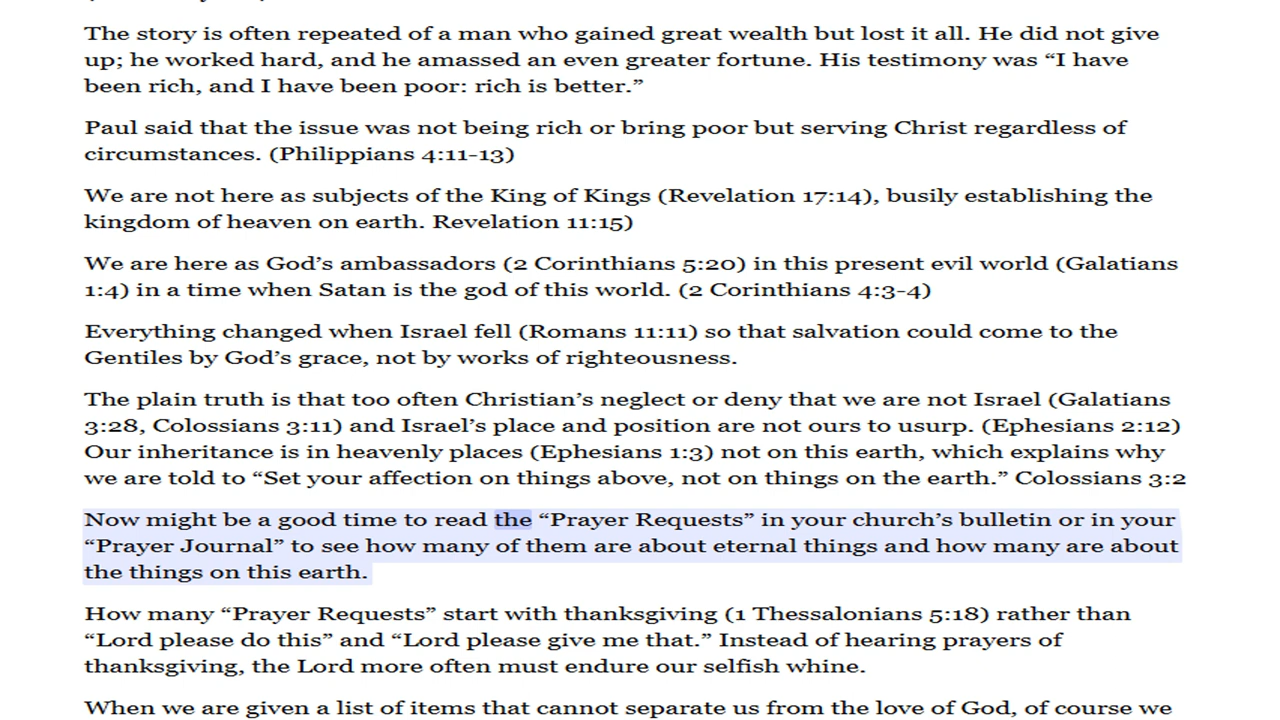 The story is often repeated of a man who gained great wealth but lost it all. He did not give
up; he worked hard, and he amassed an even greater fortune. His testimony was “I have
been rich, and I have been poor: rich is better.”
Paul said that the issue was not being rich or bring poor but serving Christ regardless of
circumstances. (Philippians 4:11-13)
We are not here as subjects of the King of Kings (Revelation 17:14), busily establishing the
kingdom of heaven on earth. Revelation 11:15)
We are here as God’s ambassadors (2 Corinthians 5:20) in this present evil world (Galatians
1:4) in a time when Satan is the god of this world. (2 Corinthians 4:3-4)
Everything changed when Israel fell (Romans 11:11) so that salvation could come to the
Gentiles by God’s grace, not by works of righteousness.
The plain truth is that too often Christian’s neglect or deny that we are not Israel (Galatians
3:28, Colossians 3:11) and Israel’s place and position are not ours to usurp. (Ephesians 2:12)
Our inheritance is in heavenly places (Ephesians 1:3) not on this earth, which explains why
we are told to “Set your affection on things above, not on things on the earth.” Colossians 3:2
Now might be a good time to read the “Prayer Requests” in your church’s bulletin or in your
“Prayer Journal” to see how many of them are about eternal things and how many are about
the things on this earth.
How many “Prayer Requests” start with thanksgiving (1 Thessalonians 5:18) rather than
“Lord please do this” and “Lord please give me that.” Instead of hearing prayers of
thanksgiving, the Lord more often must endure our selfish whine.
When we are given a list of items that cannot separate us from the love of God, of course we